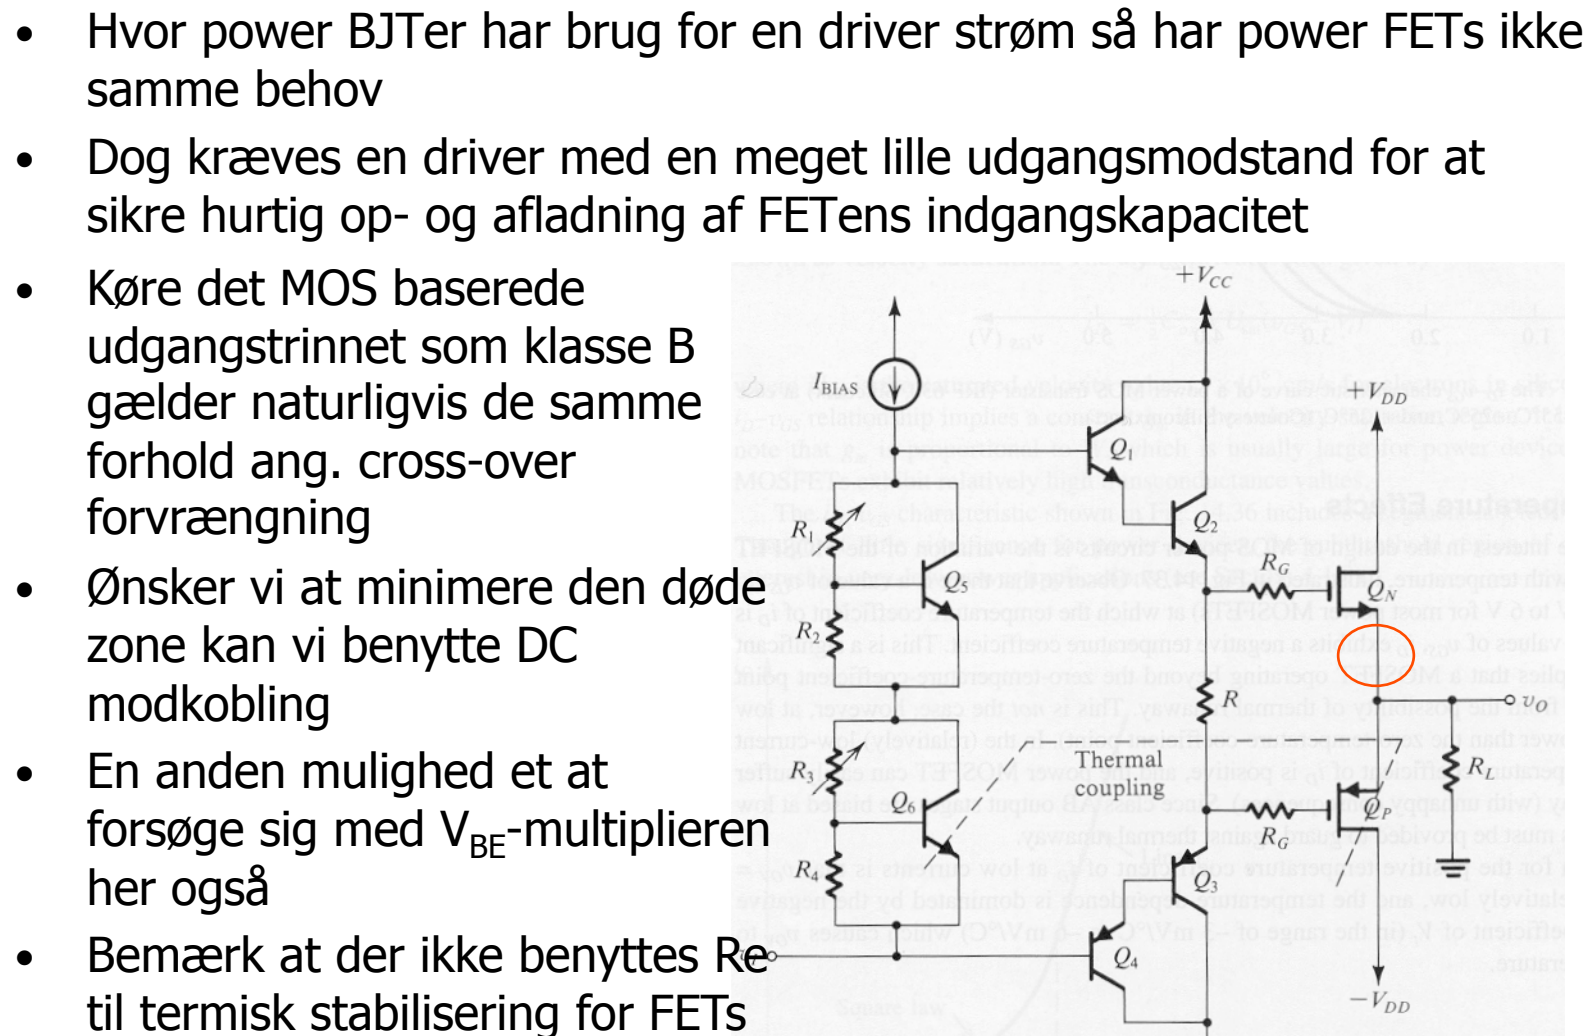 • Hvor power BJTer har brug for en driver strøm så har power FETs ikke
samme behov
• Dog kræves en driver med en meget lille udgangsmodstand for at
sikre hurtig op- og afladning af FETens indgangskapacitet
• Køre det MOS baserede
udgangstrinnet som klasse B
gælder naturligvis de samme
forhold ang. cross-over
forvrængning
• Ønsker vi at minimere den døde
zone kan vi benytte DC
modkobling
• En anden mulighed et at
forsøge sig med VBE-multiplieren
her også
• Bemærk at der ikke benyttes Re
til termisk stabilisering for FETs
+VCC
IBIAS
+VDD
Q1
Q2
R1
Q5
RG
QN
R2
R
vO
Thermal
coupling
R3
Q6
RL
QP
RG
R4
Q3
Q4
−VDD